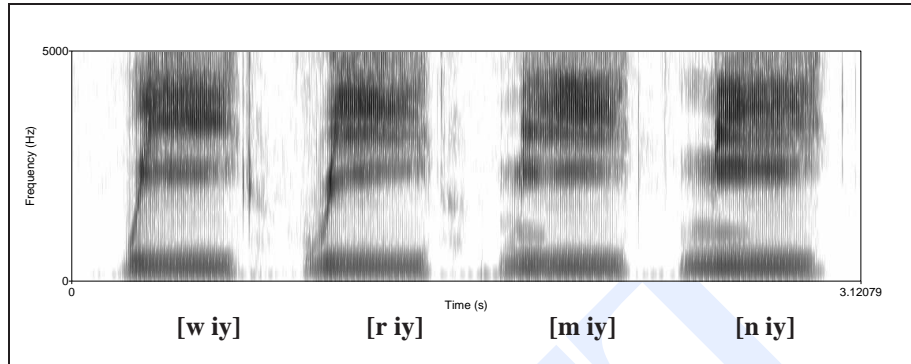 5000
Frequency (Hz)
0
0
3.12079
Time (s)
[w iy] [r iy] [m iy] [n iy]